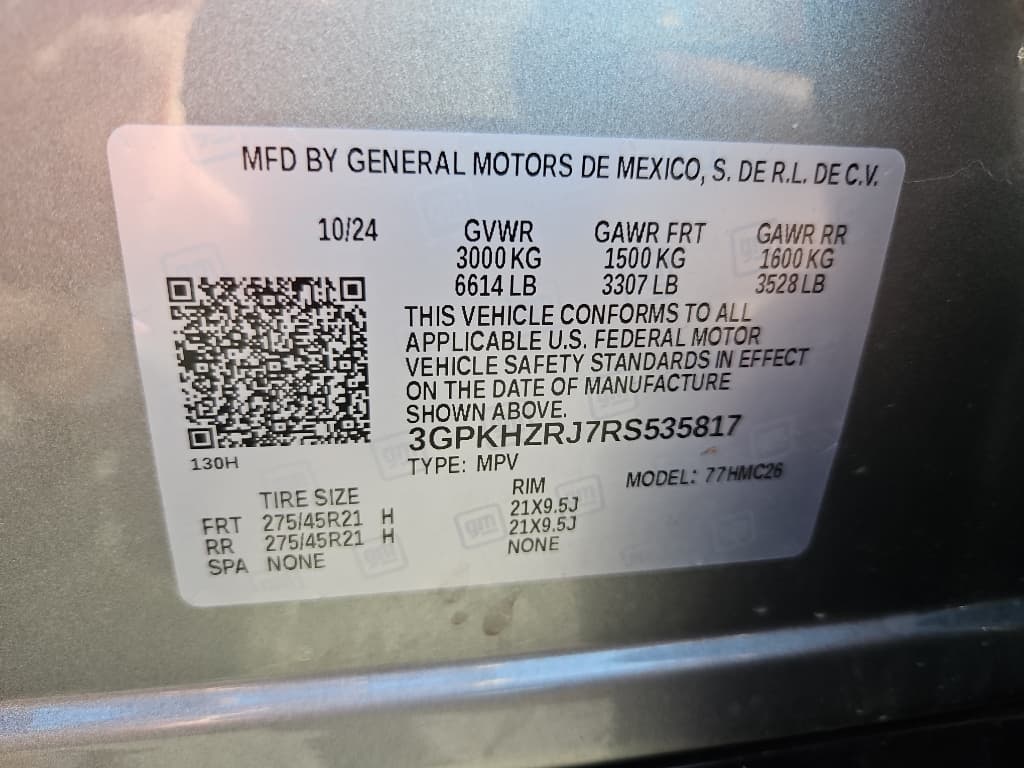 MFD BY GENERAL MOTORS DE MEXICO, S. DE R.L. DE C.V.
10/24 GVWR GAWR FRT GAWR RR
3000 KG 1500 KG 1600 KG
6614 LB 3307 LB 3528 LB
THIS VEHICLE CONFORMS TO ALL
APPLICABLE U.S. FEDERAL MOTOR
VEHICLE SAFETY STANDARDS IN EFFECT
ON THE DATE OF MANUFACTURE
SHOWN ABOVE.
3GPKHZRJ7RS535817
130H
TYPE: MPV MODEL: 77HMC26
TIRE SIZE RIM
FRT 275/45R21 H 21X9.5J
RR 275/45R21 H 21X9.5J
SPA NONE NONE
gm